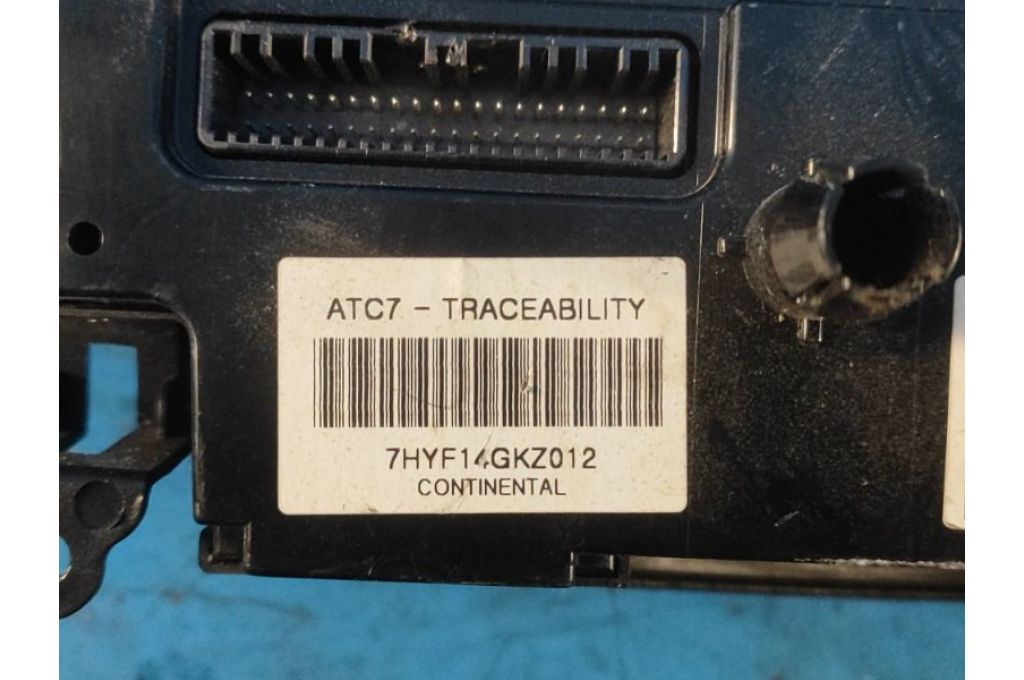 ATC7 - TRACEABILITY
7HYF14GKZ012
CONTINENTAL